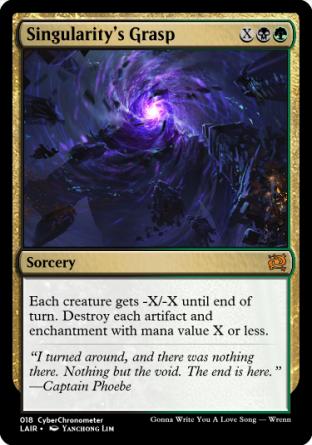 Singularity's Grasp X
Sorcery
Each creature gets -X/-X until end of
turn. Destroy each artifact and
enchantment with mana value X or less.
“I turned around, and there was nothing
there. Nothing but the void. The end is here.”
—Captain Phoebe
018 CyberChronometer Gonna Write You A Love Song — Wrenn
LAIR • Yanchong Lim